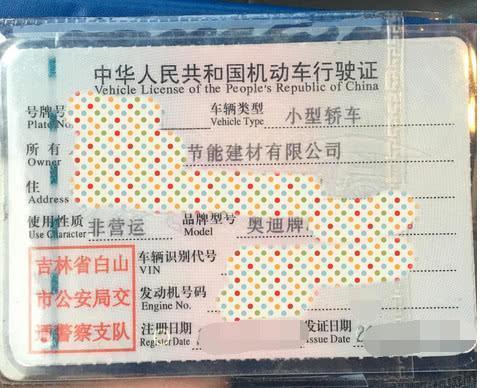 中华人民共和国机动车行驶证
Vehicle License of the People's Republic of China
号牌号
Plate No.
车辆类型 小型轿车
Vehicle Type
所有人 节能建材有限公司
Owner
住
Address
使用性质 非营运 品牌型号 奥迪牌
Use Character Model
车辆识别代号
VIN
发动机号码
Engine No.
注册日期 发证日期 2
Register Date Issue Date
吉林省白山
市公安局交
通警察支队